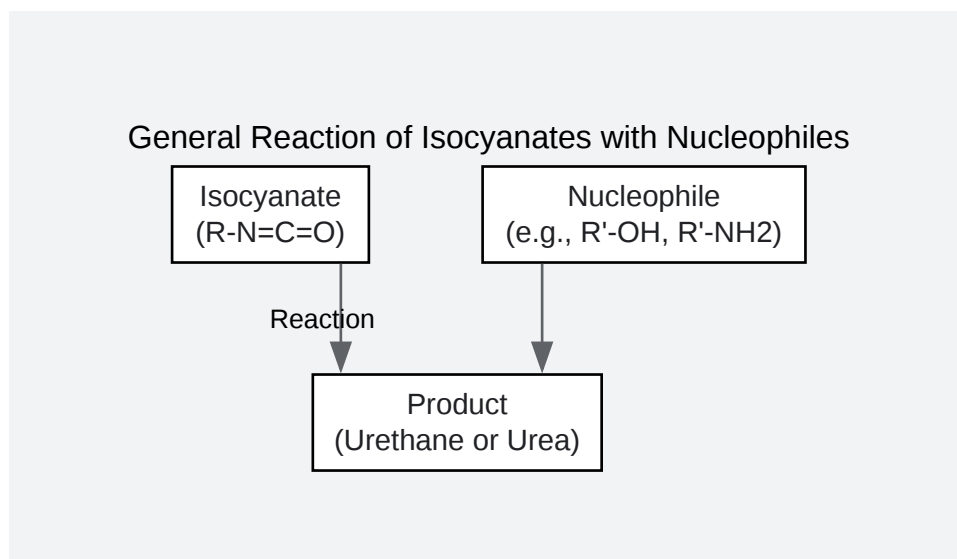 General Reaction of Isocyanates with Nucleophiles
Isocyanate
(R-N=C=O)
Nucleophile
(e.g., R'-OH, R'-NH2)
Reaction
Product
(Urethane or Urea)